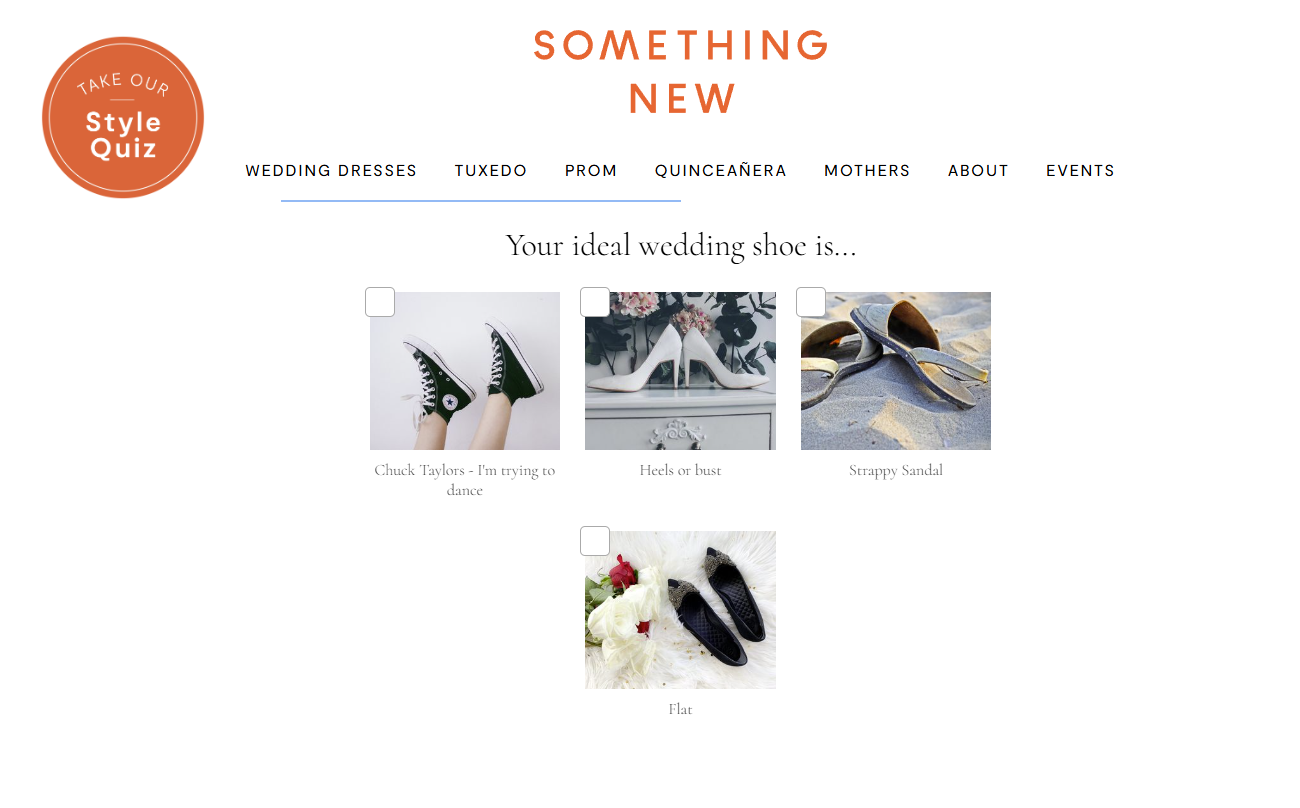 TAKE OUR
Style
Quiz
SOMETHING
NEW
WEDDING DRESSES TUXEDO PROM QUINCEAÑERA MOTHERS ABOUT EVENTS
Your ideal wedding shoe is...
Chuck Taylors - I'm trying to
dance
Heels or bust
Strappy Sandal
Flat